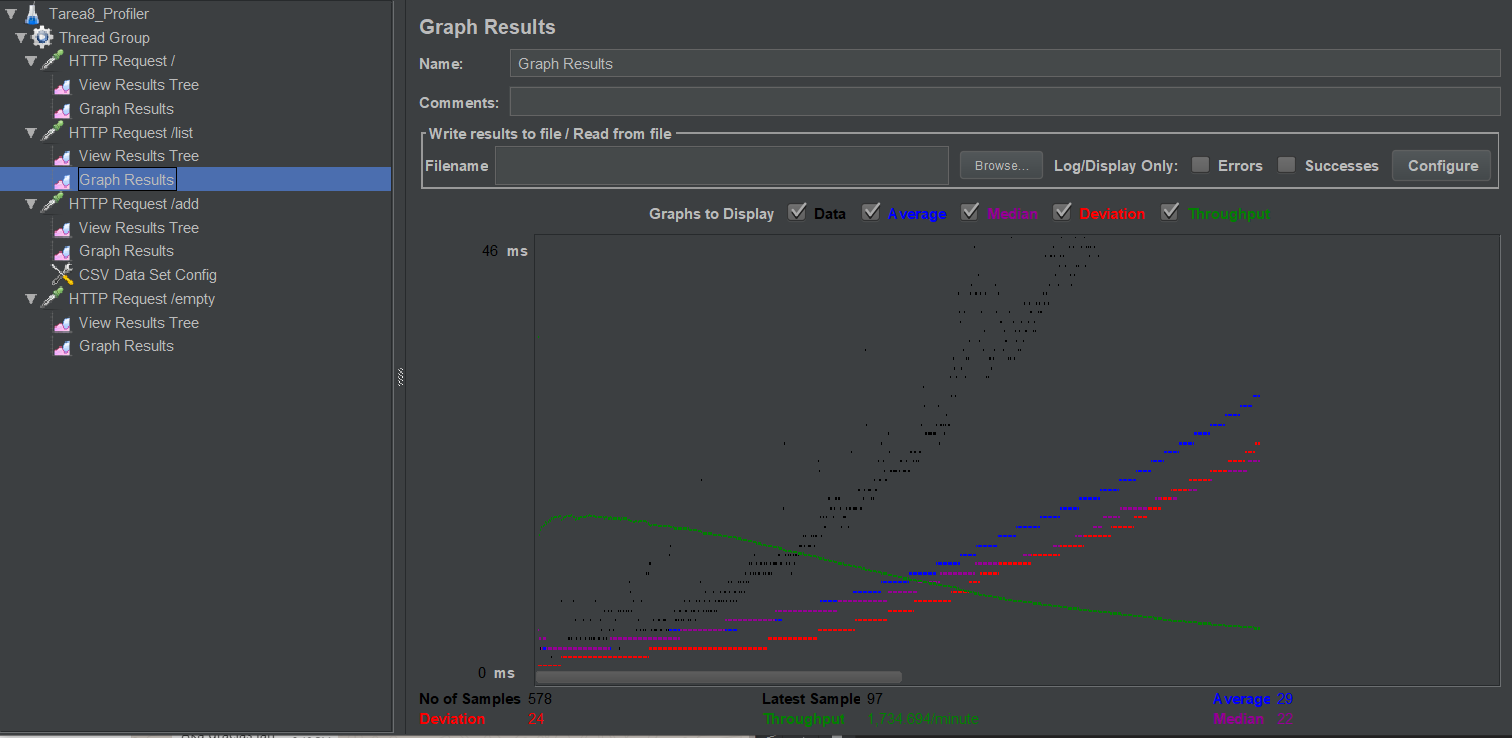 Tarea8_Profiler
Thread Group
HTTP Request /
View Results Tree
Graph Results
HTTP Request /list
View Results Tree
Graph Results
HTTP Request /add
View Results Tree
Graph Results
CSV Data Set Config
HTTP Request /empty
View Results Tree
Graph Results
Graph Results
Name: Graph Results
Comments:
Write results to file / Read from file
Filename Browse... Log/Display Only: Errors Successes Configure
Graphs to Display Data Average Median Deviation Throughput
46 ms
0 ms
No of Samples 578 Latest Sample 97 Average 29
Deviation 24 Throughput 1,734.694/minute Median 22